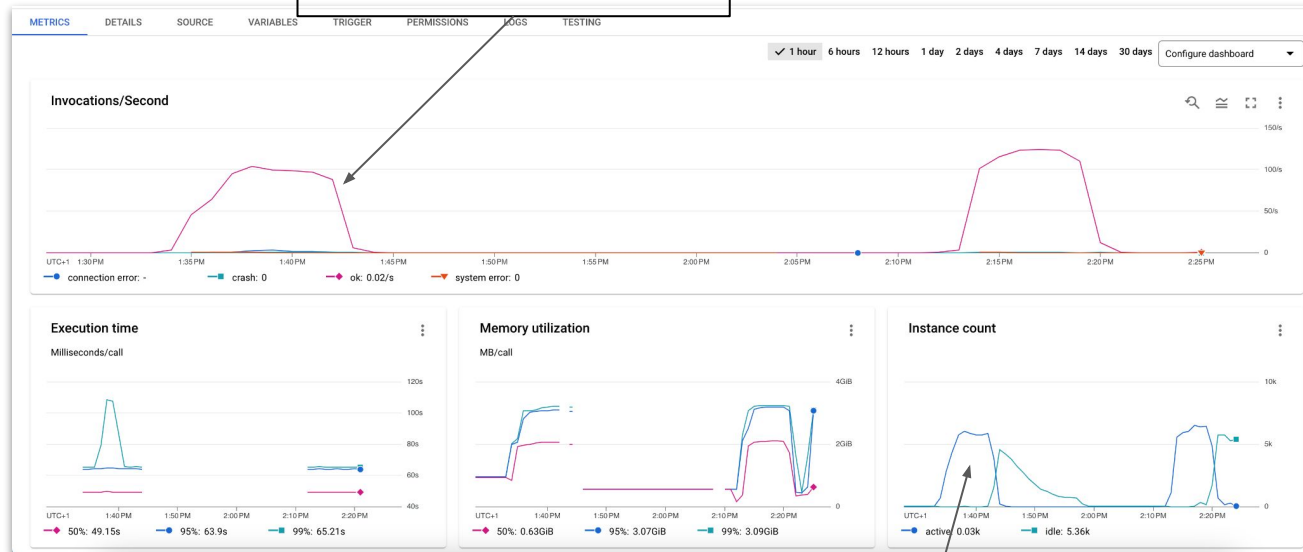 METRICS DETAILS SOURCE VARIABLES TRIGGER PERMISSIONS LOGS TESTING
1 hour 6 hours 12 hours 1 day 2 days 4 days 7 days 14 days 30 days Configure dashboard
Invocations/Second
150/s
100/s
50/s
0
UTC+1 1:30 PM 1:35 PM 1:40 PM 1:45 PM 1:50 PM 1:55 PM 2:00 PM 2:05 PM 2:10 PM 2:15 PM 2:20 PM 2:25 PM
connection error: - crash: 0 ok: 0.02/s system error: 0
Execution time
Milliseconds/call
120s
100s
80s
60s
40s
UTC+1 1:40 PM 1:50 PM 2:00 PM 2:10 PM 2:20 PM
50%: 49.15s 95%: 63.9s 99%: 65.21s
Memory utilization
MB/call
4GiB
2GiB
0
UTC+1 1:40 PM 1:50 PM 2:00 PM 2:10 PM 2:20 PM
50%: 0.63GiB 95%: 3.07GiB 99%: 3.09GiB
Instance count
10k
5k
0
UTC+1 1:40 PM 1:50 PM 2:00 PM 2:10 PM 2:20 PM
active: 0.03k idle: 5.36k